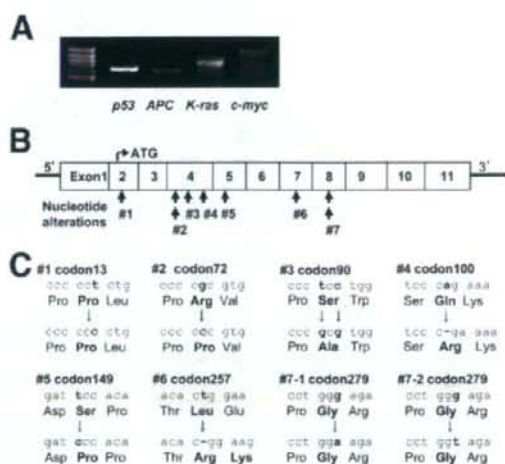 A
p53 APC K-ras c-myc
B
ATG
5' Exon1 2 3 4 5 6 7 8 9 10 11 3'
Nucleotide alterations
#1 #3 #4 #5 #6
#2 #7
C
#1 codon13 #2 codon72 #3 codon90 #4 codon100
ccc cct ctg ccc cgc gtg ccc tcc tgg tcc cag aaa
Pro Pro Leu Pro Arg Val Pro Ser Trp Ser Gln Lys
↓ ↓ ↓ ↓ ↓
ccc ccc ctg ccc ccc gtg ccc gcg tgg tcc c-ga gaa
Pro Pro Leu Pro Pro Val Pro Ala Trp Ser Arg Lys
#5 codon149 #6 codon257 #7-1 codon279 #7-2 codon279
gat tcc aca aca ctg gaa cct ggg aga cct ggg aga
Asp Ser Pro Thr Leu Glu Pro Gly Arg Pro Gly Arg
↓ ↓ ↓ ↓
gat ccc aca aca c-gg aag cct gga aga cct ggt aga
Asp Pro Pro Thr Arg Lys Pro Gly Arg Pro Gly Arg